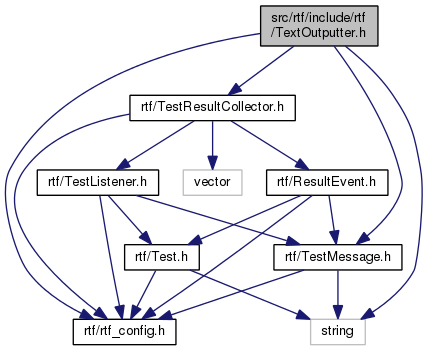 src/rtf/include/rtf
/TextOutputter.h
rtf/TestResultCollector.h
rtf/TestListener.h
vector
rtf/ResultEvent.h
rtf/Test.h
rtf/TestMessage.h
rtf/rtf_config.h
string